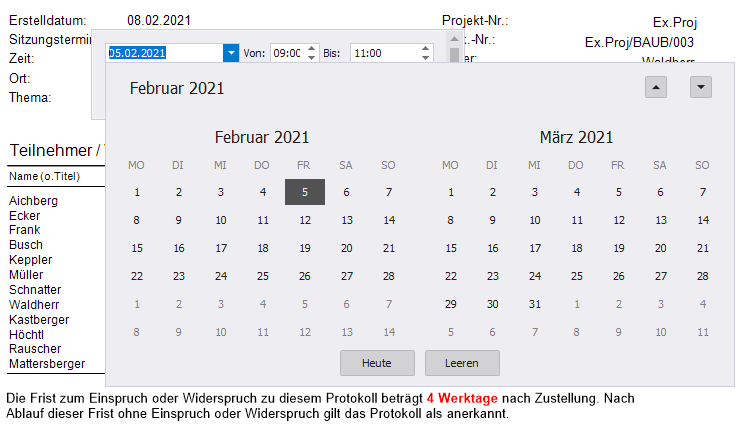 Erstelldatum: 08.02.2021 Projekt-Nr.: Ex.Proj
Sitzungstermi .-Nr.: Ex.Proj/BAUB/003
05.02.2021 Von: 09:00 Bis: 11:00
Zeit: er: Waldherr
Ort:
Thema:
Februar 2021
Februar 2021 März 2021
MO DI MI DO FR SA SO MO DI MI DO FR SA SO
1 2 3 4 5 6 7 1 2 3 4 5 6 7
8 9 10 11 12 13 14 8 9 10 11 12 13 14
15 16 17 18 19 20 21 15 16 17 18 19 20 21
22 23 24 25 26 27 28 22 23 24 25 26 27 28
1 2 3 4 5 6 7 29 30 31 1 2 3 4
8 9 10 11 12 13 14 5 6 7 8 9 10 11
Heute Leeren
Teilnehmer /
Name (o.Titel)
Aichberg
Ecker
Frank
Busch
Keppler
Müller
Schnatter
Waldherr
Kastberger
Höchtl
Rauscher
Mattersberger
Die Frist zum Einspruch oder Widerspruch zu diesem Protokoll beträgt 4 Werktage nach Zustellung. Nach
Ablauf dieser Frist ohne Einspruch oder Widerspruch gilt das Protokoll als anerkannt.